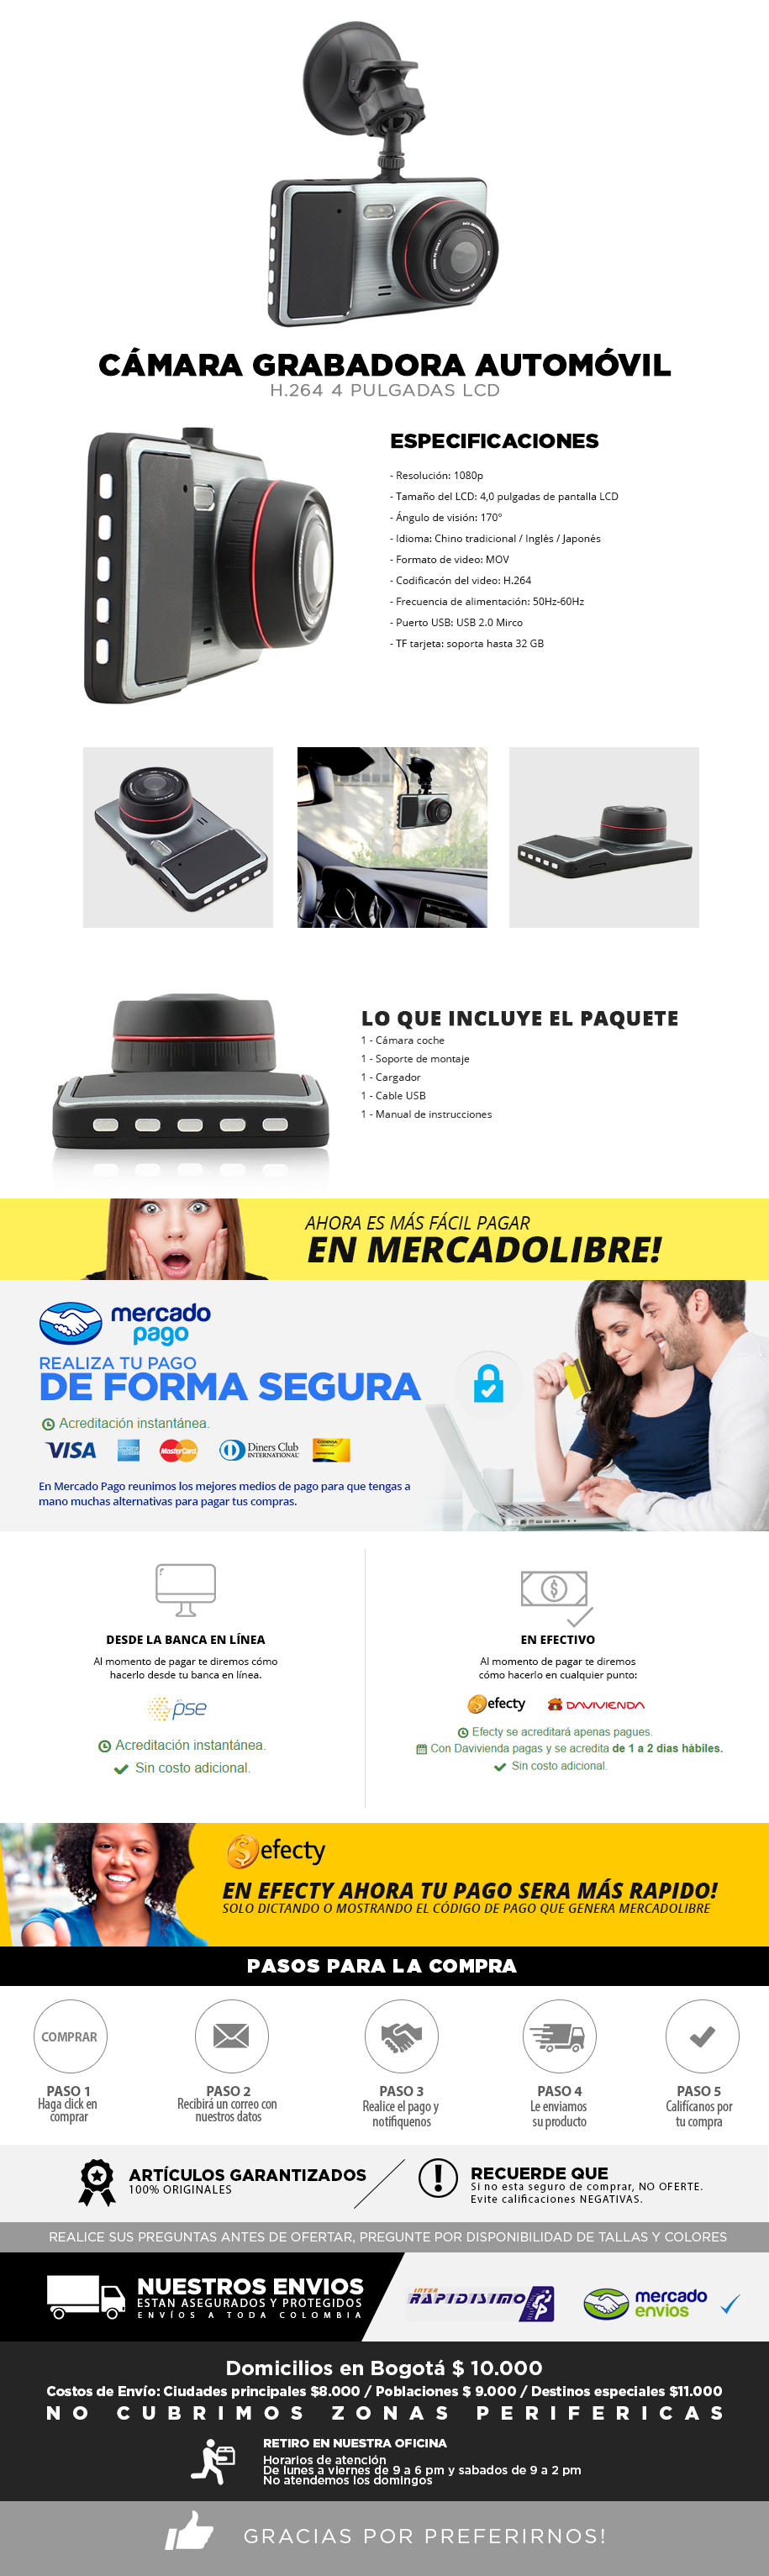 CÁMARA GRABADORA AUTOMÓVIL
H.264 4 PULGADAS LCD
ESPECIFICACIONES
- Resolución: 1080p
- Tamaño del LCD: 4,0 pulgadas de pantalla LCD
- Ángulo de visión: 170°
- Idioma: Chino tradicional / Inglés / Japonés
- Formato de video: MOV
- Codificacón del video: H.264
- Frecuencia de alimentación: 50Hz-60Hz
- Puerto USB: USB 2.0 Mirco
- TF tarjeta: soporta hasta 32 GB
LO QUE INCLUYE EL PAQUETE
1 - Cámara coche
1 - Soporte de montaje
1 - Cargador
1 - Cable USB
1 - Manual de instrucciones
AHORA ES MÁS FÁCIL PAGAR
EN MERCADOLIBRE!
mercado
pago
REALIZA TU PAGO
DE FORMA SEGURA
Acreditación instantánea.
VISA
MasterCard
Diners Club
INTERNATIONAL
En Mercado Pago reunimos los mejores medios de pago para que tengas a
mano muchas alternativas para pagar tus compras.
DESDE LA BANCA EN LÍNEA
Al momento de pagar te diremos cómo
hacerlo desde tu banca en línea.
pse
Acreditación instantánea.
Sin costo adicional.
EN EFECTIVO
Al momento de pagar te diremos
cómo hacerlo en cualquier punto:
efecty DAVIVIENDA
Efecty se acreditará apenas pagues.
Con Davivienda pagas y se acredita de 1 a 2 días hábiles.
Sin costo adicional.
efecty
EN EFECTY AHORA TU PAGO SERA MÁS RAPIDO!
SOLO DICTANDO O MOSTRANDO EL CÓDIGO DE PAGO QUE GENERA MERCADOLIBRE
PASOS PARA LA COMPRA
COMPRAR
PASO 1
Haga click en
comprar
PASO 2
Recibirá un correo con
nuestros datos
PASO 3
Realice el pago y
notifiquenos
PASO 4
Le enviamos
su producto
PASO 5
Califícanos por
tu compra
ARTÍCULOS GARANTIZADOS
100% ORIGINALES
RECUERDE QUE
Si no esta seguro de comprar, NO OFERTE.
Evite calificaciones NEGATIVAS.
REALICE SUS PREGUNTAS ANTES DE OFERTAR, PREGUNTE POR DISPONIBILIDAD DE TALLAS Y COLORES
NUESTROS ENVIOS
ESTAN ASEGURADOS Y PROTEGIDOS
ENVÍOS A TODA COLOMBIA
INTER
RAPIDISIMO
mercado
envios
Domicilios en Bogotá $ 10.000
Costos de Envío: Ciudades principales $8.000 / Poblaciones $ 9.000 / Destinos especiales $11.000
NO CUBRIMOS ZONAS PERIFERICAS
RETIRO EN NUESTRA OFICINA
Horarios de atención
De lunes a viernes de 9 a 6 pm y sabados de 9 a 2 pm
No atendemos los domingos
GRACIAS POR PREFERIRNOS!